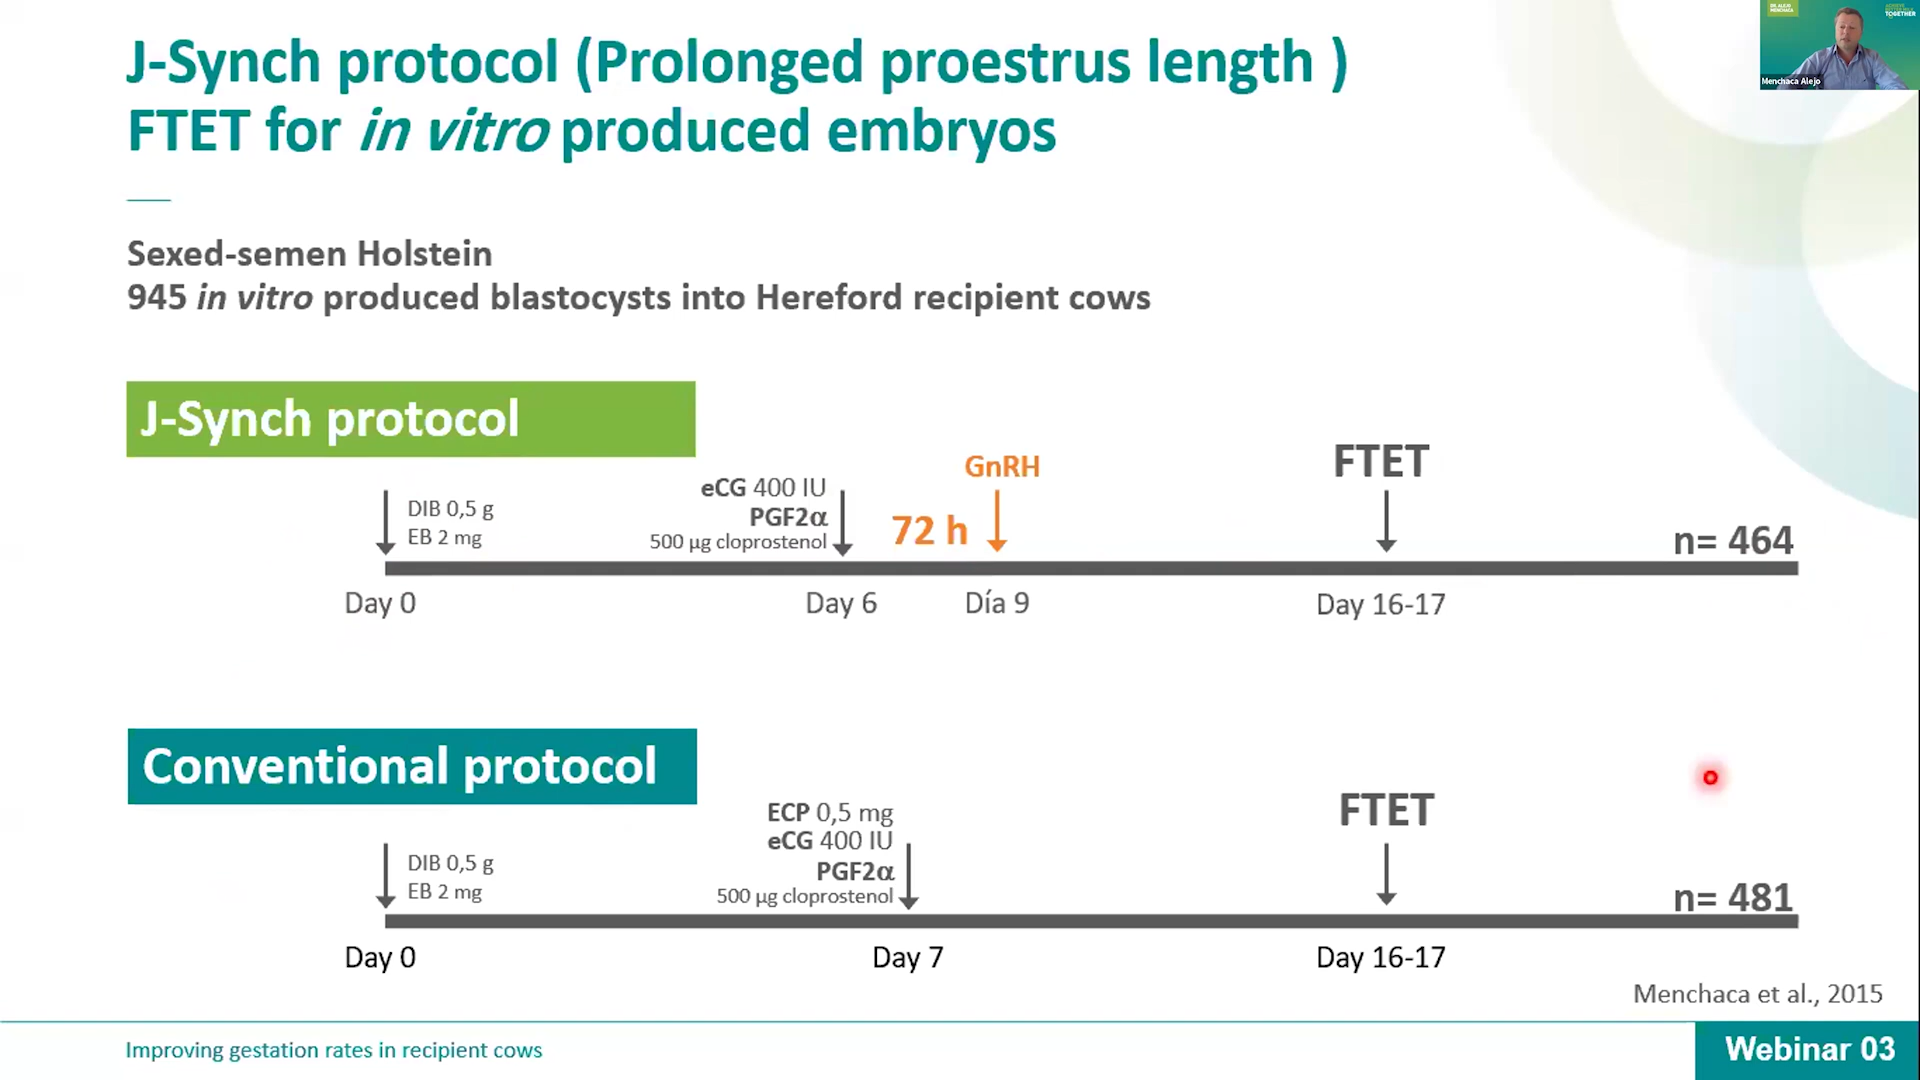 J-Synch protocol (Prolonged proestrus length )
FTET for in vitro produced embryos
DR. ALEJO
MENCHACA
TOGETHER
Menchaca Alejo
Sexed-semen Holstein
945 in vitro produced blastocysts into Hereford recipient cows
J-Synch protocol
DIB 0,5 g
EB 2 mg
eCG 400 IU
PGF2α
500 µg cloprostenol
72 h
GnRH
FTET
n= 464
Day 0
Day 6
Día 9
Day 16-17
Conventional protocol
DIB 0,5 g
EB 2 mg
ECP 0,5 mg
eCG 400 IU
PGF2α
500 µg cloprostenol
FTET
n= 481
Day 0
Day 7
Day 16-17
Menchaca et al., 2015
Improving gestation rates in recipient cows
Webinar 03